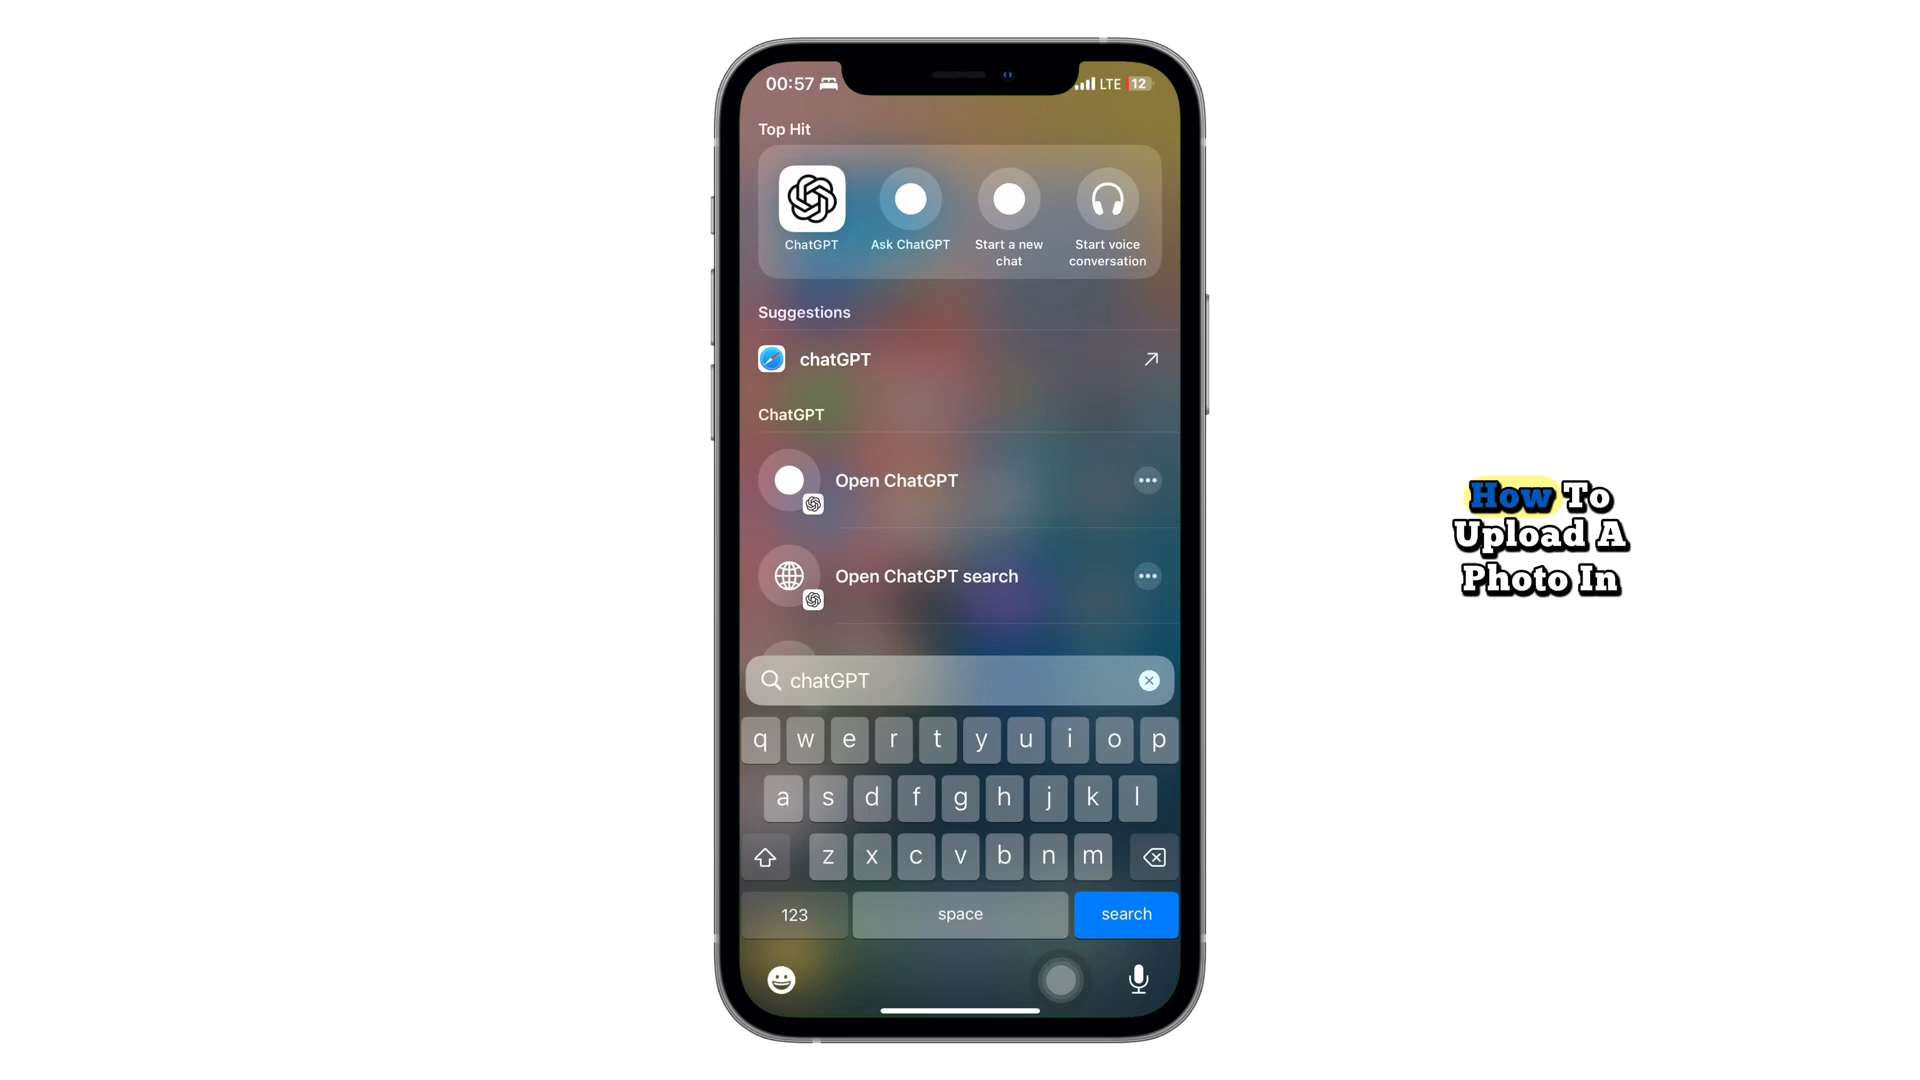 00:57 LTE 12
Top Hit
ChatGPT Ask ChatGPT Start a new chat Start voice conversation
Suggestions
chatGPT
ChatGPT
Open ChatGPT
Open ChatGPT search
chatGPT
q w e r t y u i o p
a s d f g h j k l
z x c v b n m
123 space search
How To
Upload A
Photo In